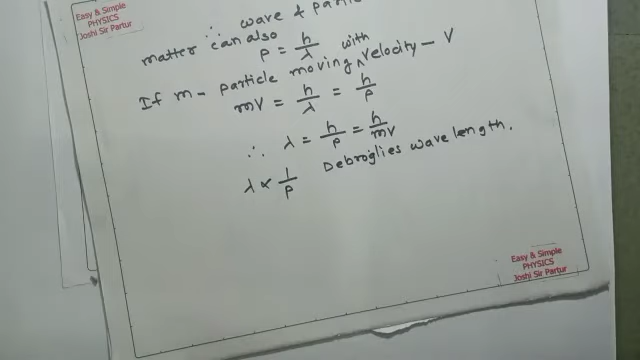 Easy & Simple
PHYSICS
Joshi Sir Partur
∴ wave &
matter can also
P = h/λ
If m - particle moving ^ with velocity - V
mV = h/λ = h/P
∴ λ = h/P = h/mV
λ ∝ 1/P Debroglies wave length.
Easy & Simple
PHYSICS
Joshi Sir Partur